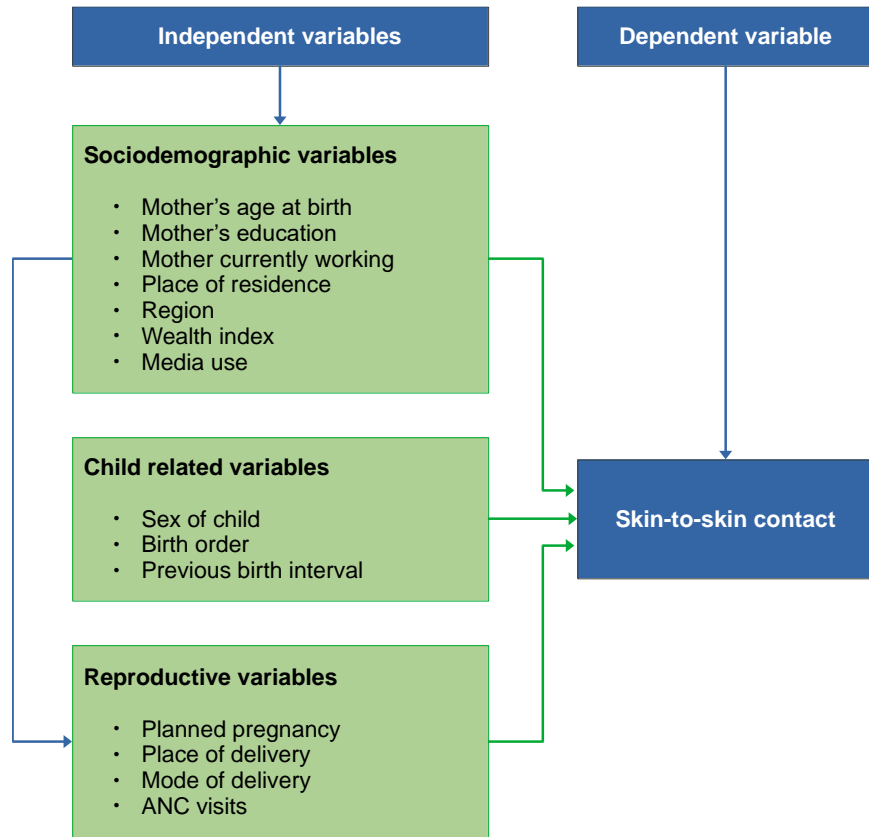 Independent variables
Dependent variable
Sociodemographic variables
· Mother’s age at birth
· Mother’s education
· Mother currently working
· Place of residence
· Region
· Wealth index
· Media use
Child related variables
· Sex of child
· Birth order
· Previous birth interval
Skin-to-skin contact
Reproductive variables
· Planned pregnancy
· Place of delivery
· Mode of delivery
· ANC visits